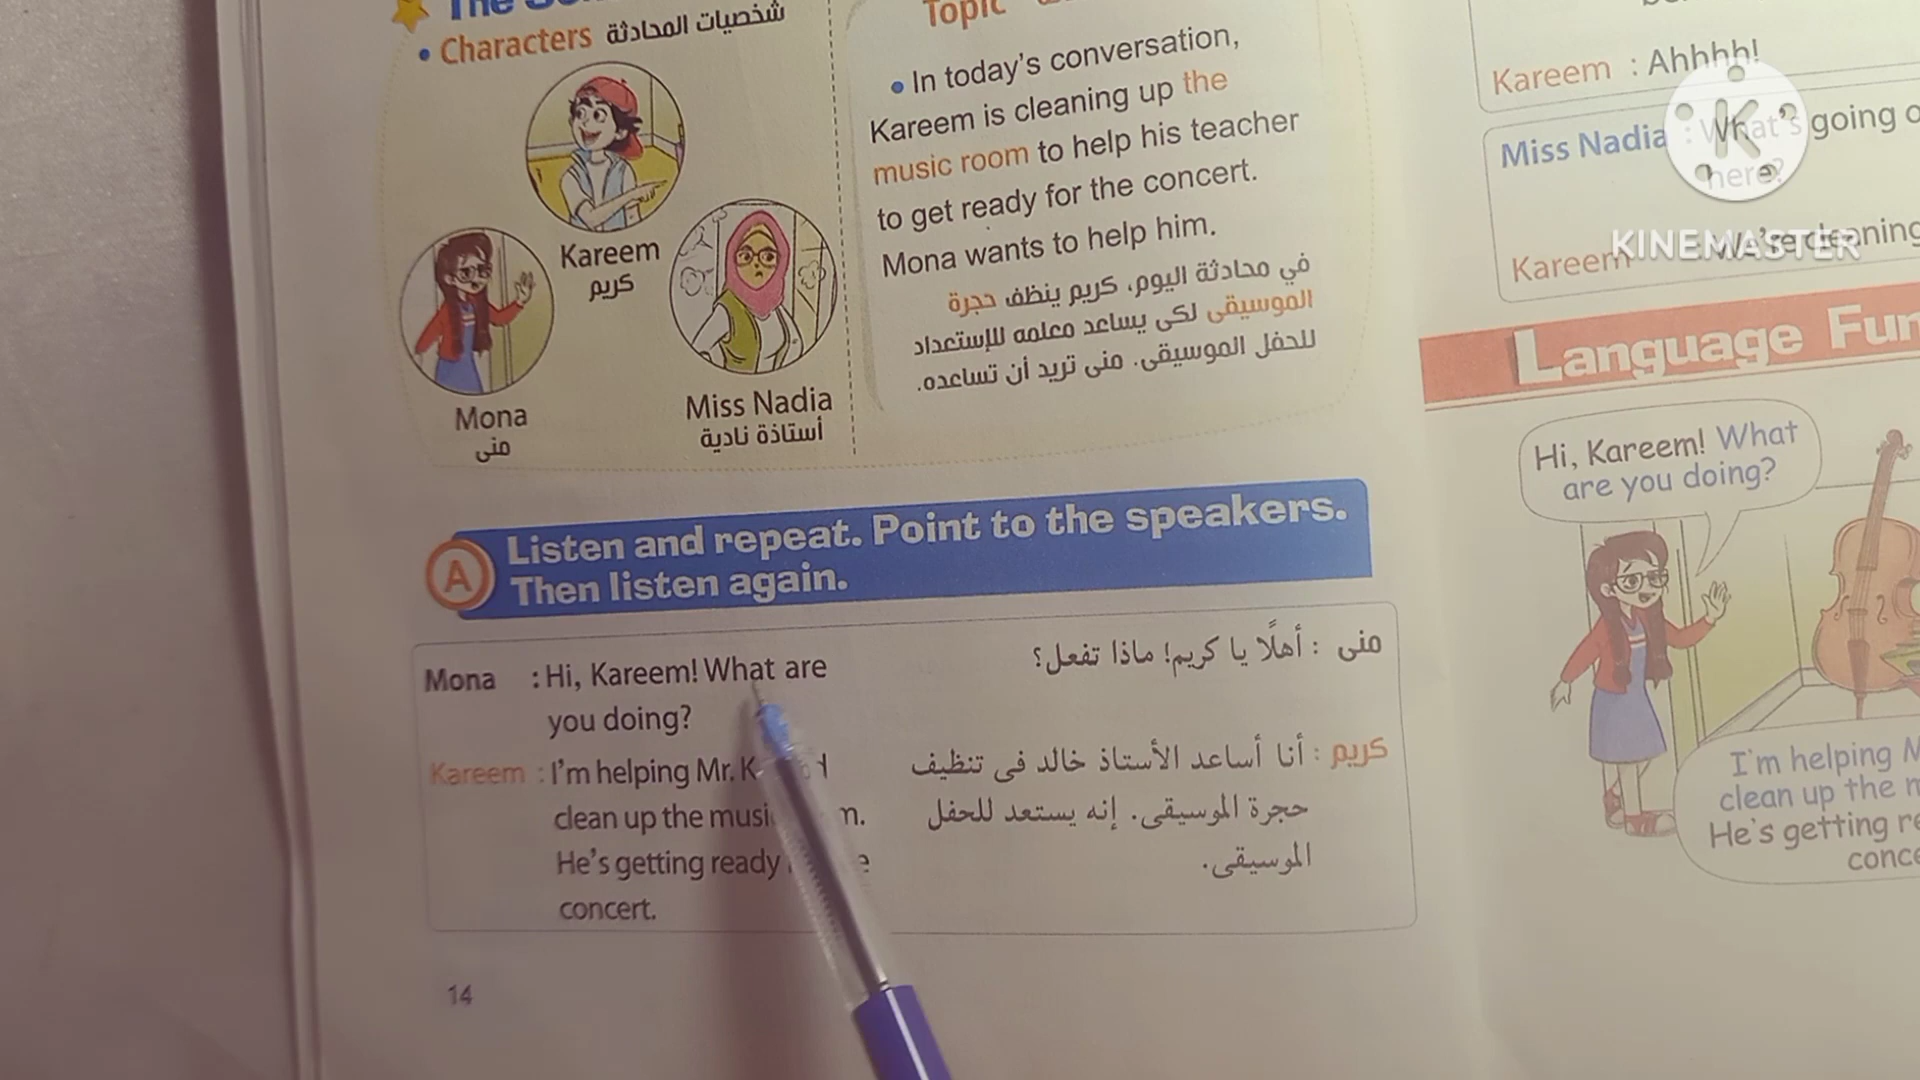 • Characters شخصيات المحادثة
Kareem
كريم
Mona
منى
Miss Nadia
أستاذة نادية
Topic
• In today's conversation,
Kareem is cleaning up the
music room to help his teacher
to get ready for the concert.
Mona wants to help him.
في محادثة اليوم، كريم ينظف حجرة
الموسيقى لكى يساعد معلمه للإستعداد
للحفل الموسيقى. منى تريد أن تساعده.
A Listen and repeat. Point to the speakers.
Then listen again.
Mona : Hi, Kareem! What are
you doing?
منى : أهلًا يا كريم! ماذا تفعل؟
Kareem : I'm helping Mr.
clean up the
He's getting ready
concert.
كريم : أنا أساعد الأستاذ خالد فى تنظيف
حجرة الموسيقى. إنه يستعد للحفل
الموسيقى.
14
Kareem : Ahhhh!
Miss Nadia : What's going
here?
Kareem : We're cleaning
KINEMASTER
Language
Hi, Kareem! What
are you doing?
I'm helping
clean up the
He's getting